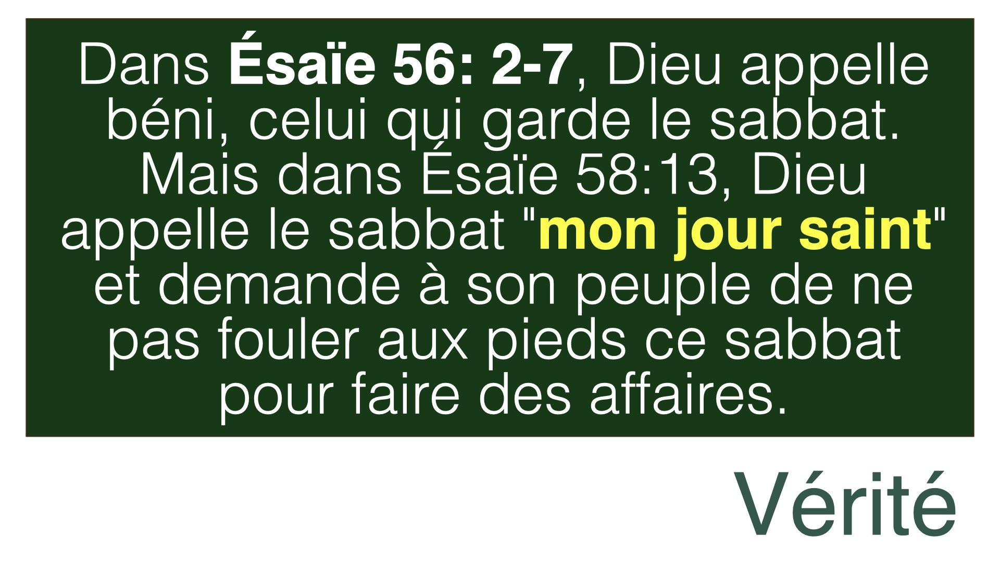 Dans Ésaïe 56: 2-7, Dieu appelle
béni, celui qui garde le sabbat.
Mais dans Ésaïe 58:13, Dieu
appelle le sabbat "mon jour saint"
et demande à son peuple de ne
pas fouler aux pieds ce sabbat
pour faire des affaires.
Vérité